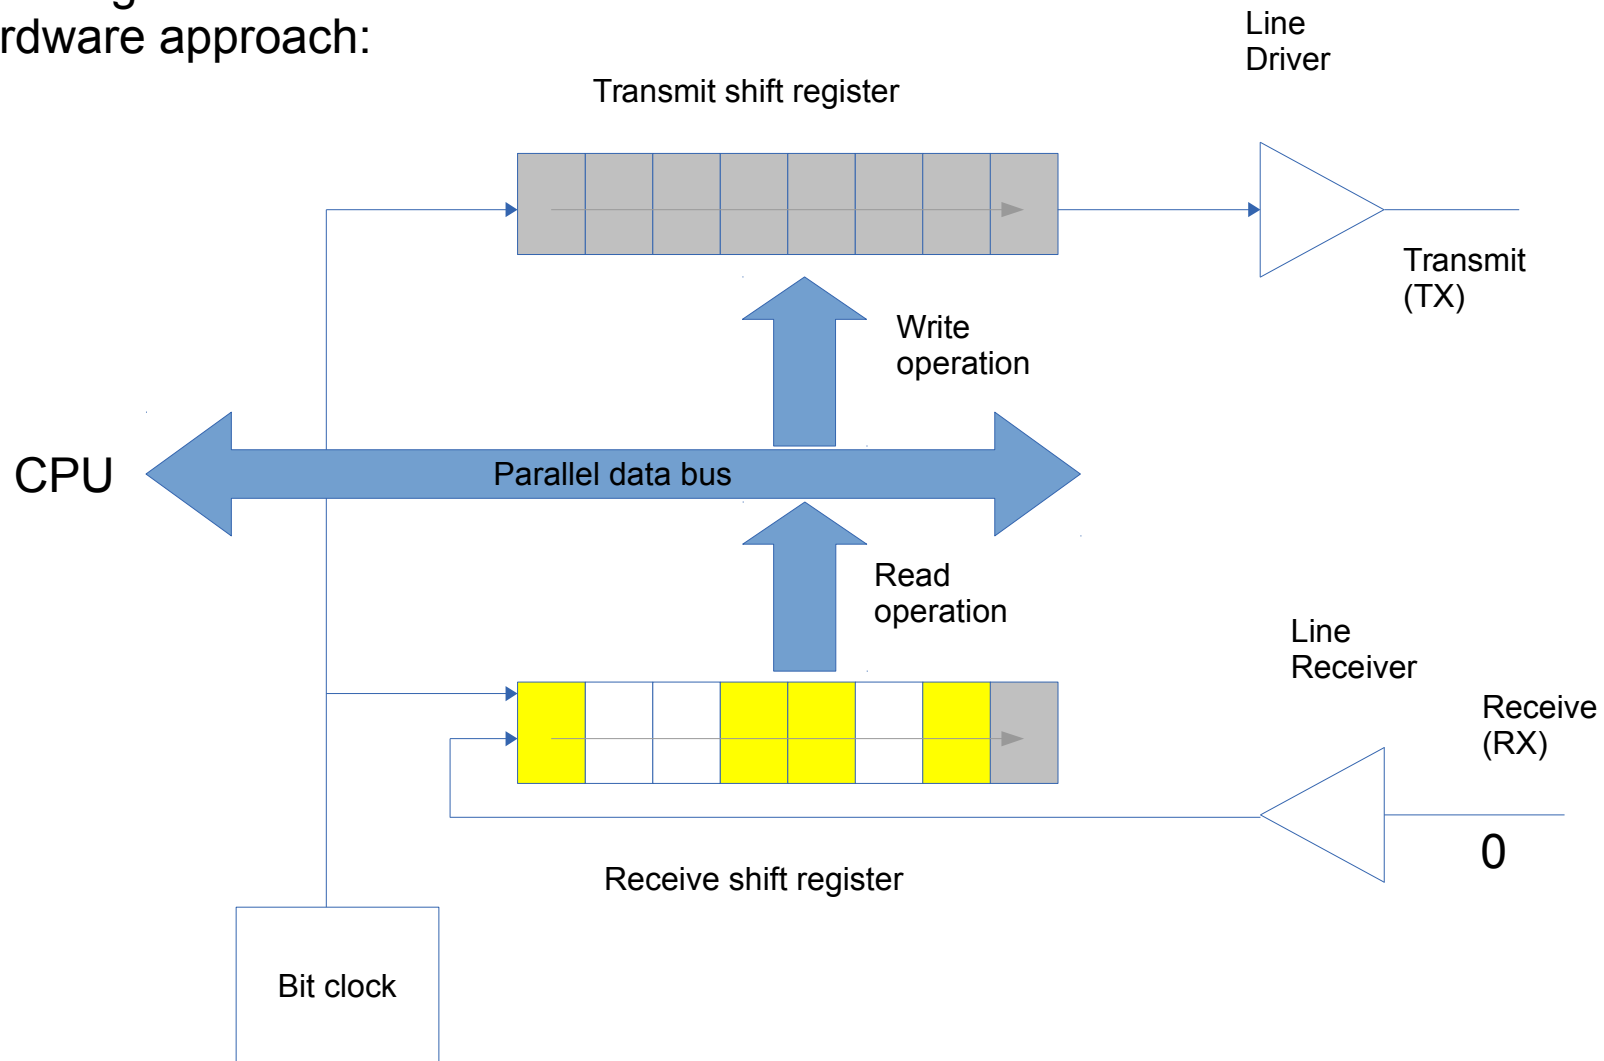 rdware approach:
Line
Driver
Transmit shift register
Transmit
(TX)
Write
operation
CPU
Parallel data bus
Read
operation
Line
Receiver
Receive
(RX)
0
Receive shift register
Bit clock